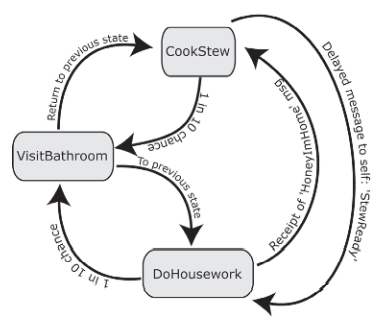 CookStew
Return to previous state
1 in 10 chance
Delayed message to self: 'StewReady'
Receipt of 'HoneyImHome' msg
VisitBathroom
To previous state
1 in 10 chance
DoHousework